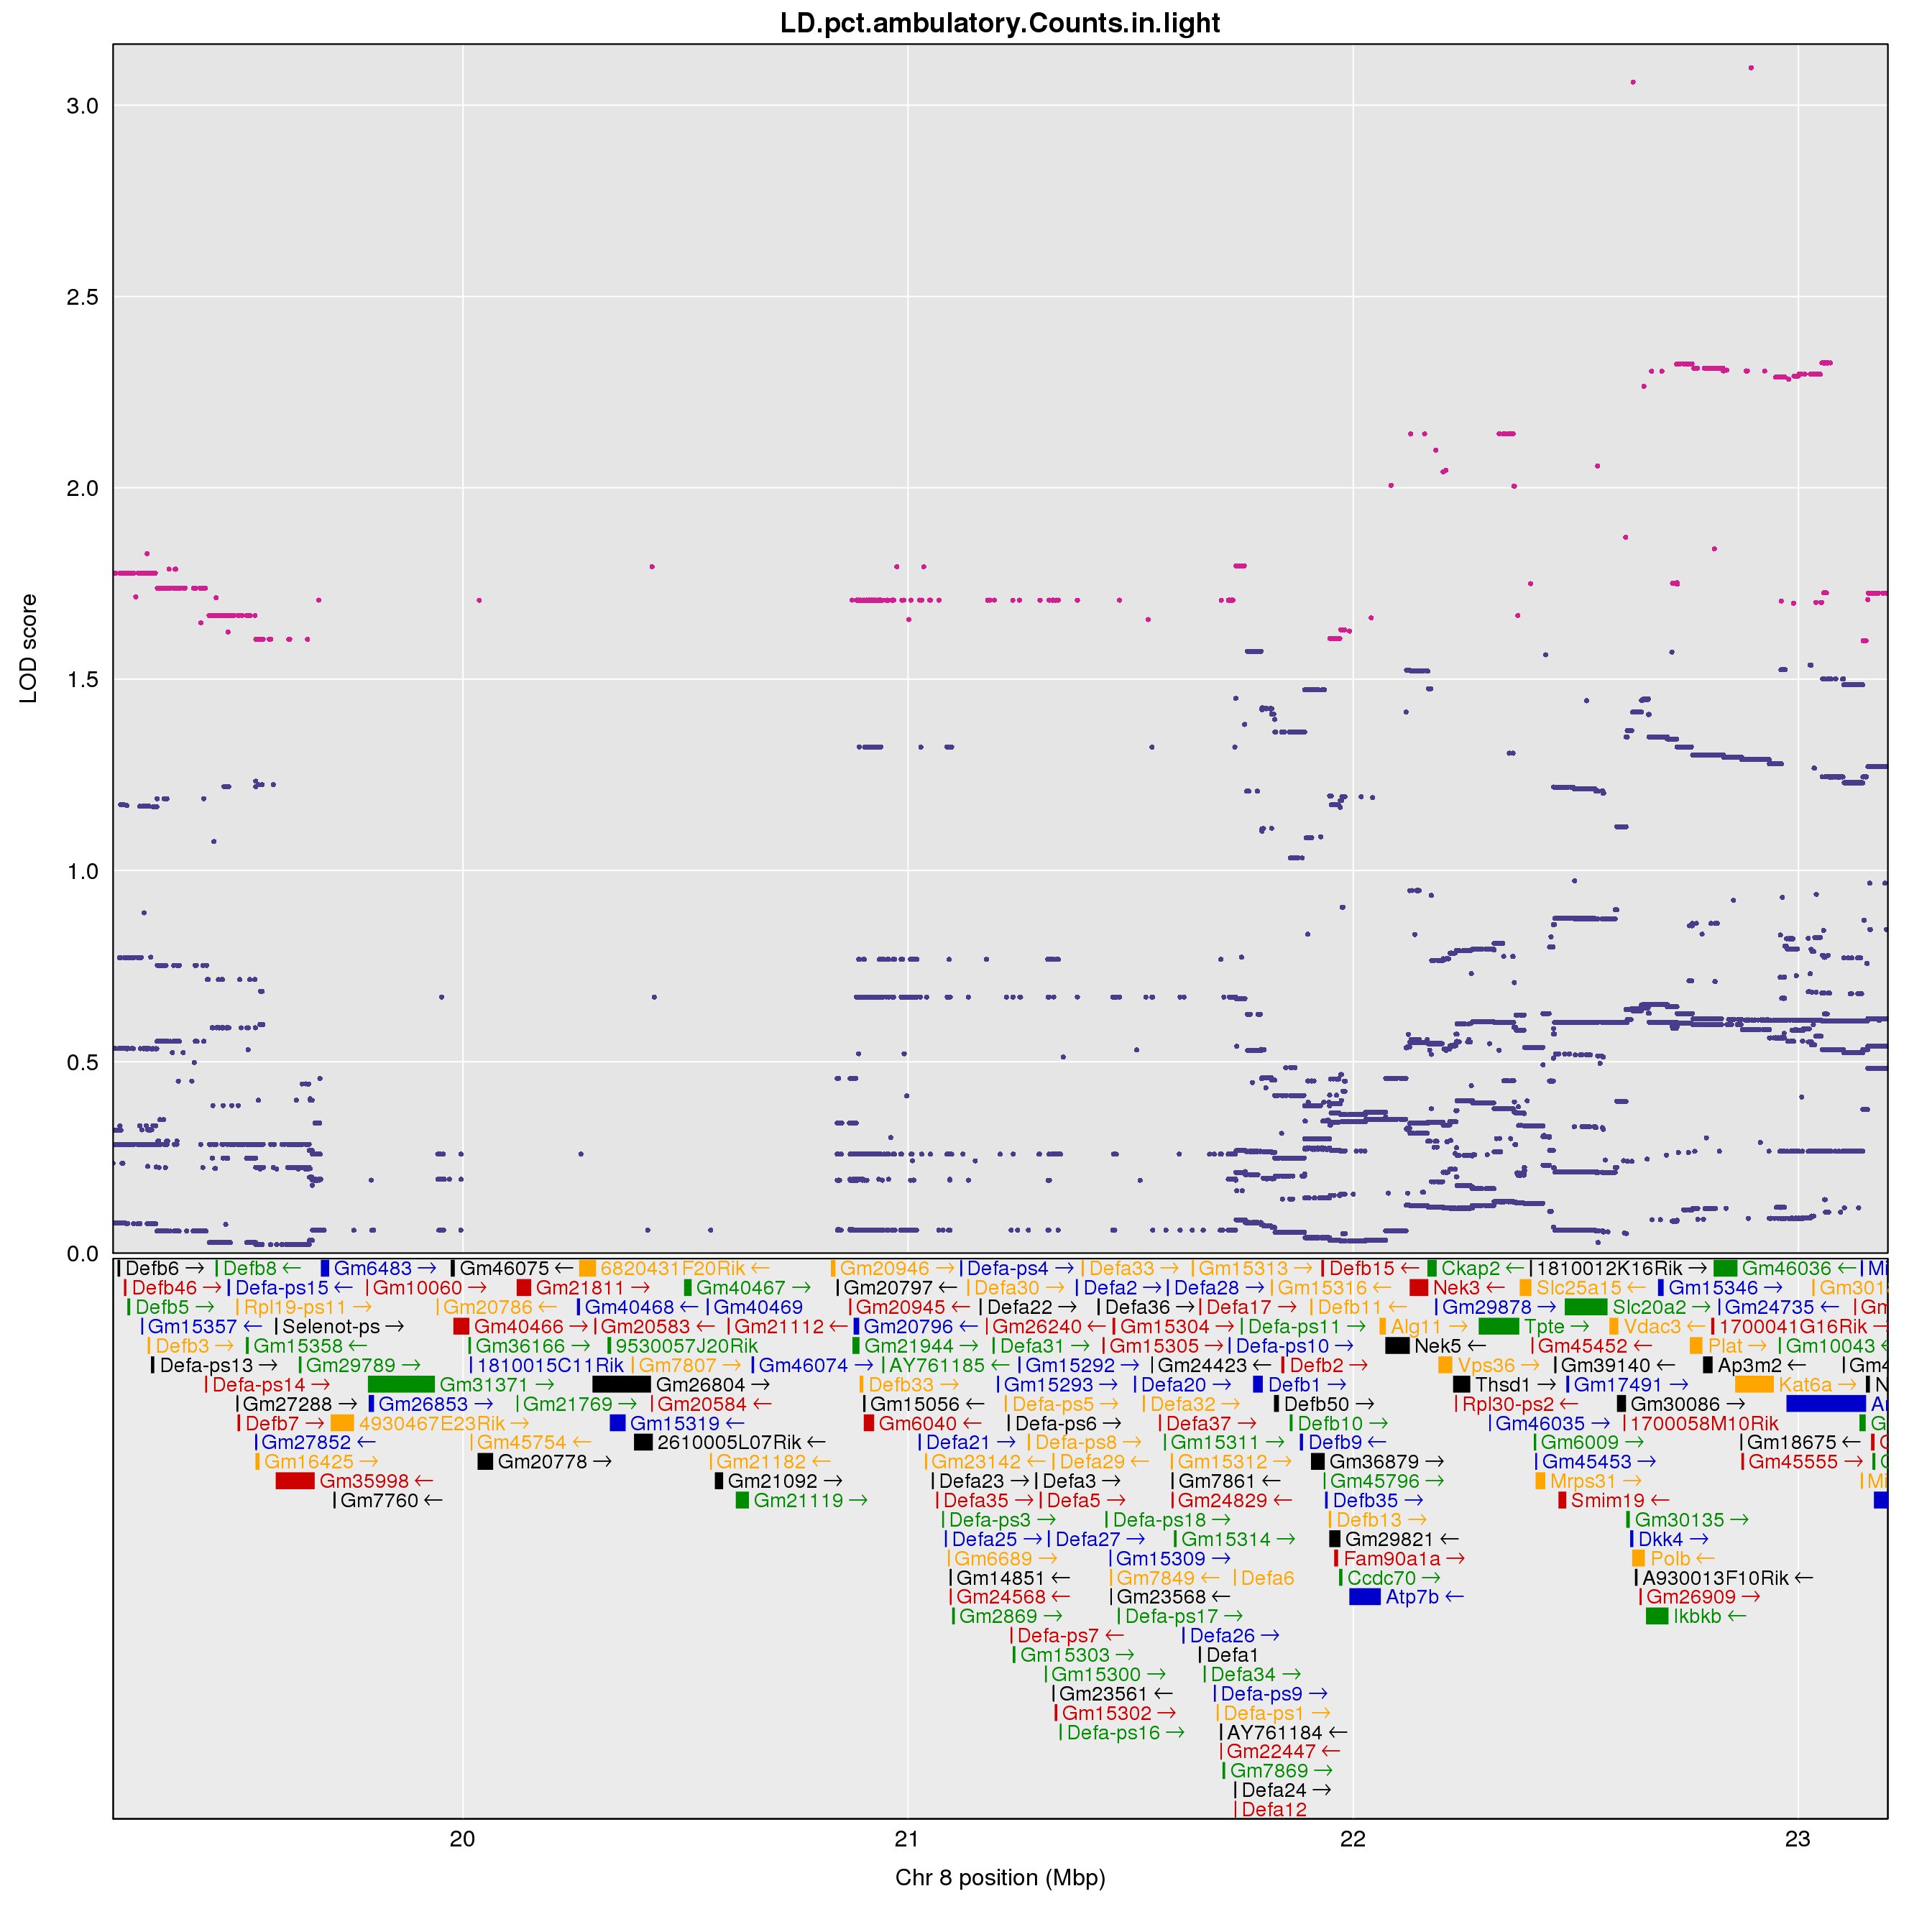 LD.pct.ambulatory.Counts.in.light
3.0
2.5
2.0
1.5
1.0
0.5
0.0
LOD score
Defb6 → Defb8 ← Gm6483 → Gm46075 ← 6820431F20Rik ← Gm20946 → Defa-ps4 → Defa33 → Gm15313 → Defb15 ← Ckap2 ← 1810012K16Rik → Gm46036 ← Mi
Defb46 → Defa-ps15 ← Gm10060 → Gm21811 → Gm40467 → Gm20797 ← Defa30 → Defa2 → Defa28 → Gm15316 ← Nek3 ← Slc25a15 ← Gm15346 → Gm301
Defb5 → Rpl19-ps11 → Gm20786 ← Gm40468 ← Gm40469 Gm20945 ← Defa22 → Defa36 → Defa17 → Defb11 ← Gm29878 → Slc20a2 → Gm24735 ← Gm
Gm15357 ← Selenot-ps → Gm40466 → Gm20583 ← Gm21112 ← Gm20796 ← Gm26240 ← Gm15304 → Defa-ps11 → Alg11 → Tpte → Vdac3 ← 1700041G16Rik →
Defb3 → Gm15358 ← Gm36166 → 9530057J20Rik Gm21944 → Defa31 → Gm15305 → Defa-ps10 → Nek5 ← Gm45452 ← Plat → Gm10043 ←
Defa-ps13 → Gm29789 → 1810015C11Rik Gm7807 → Gm46074 → AY761185 ← Gm15292 → Gm24423 ← Defb2 → Vps36 → Gm39140 ← Ap3m2 ← Gm4
Defa-ps14 → Gm31371 → Gm26804 → Defb33 → Gm15293 → Defa20 → Defb1 → Thsd1 → Gm17491 ← Kat6a → N
Gm27288 → Gm26853 → Gm21769 → Gm20584 ← Gm15056 ← Defa-ps5 → Defa32 → Defb50 → Rpl30-ps2 ← Gm30086 → A
Defb7 → 4930467E23Rik → Gm15319 ← Gm6040 ← Defa-ps6 → Defa37 → Defb10 → Gm46035 → 1700058M10Rik G
Gm27852 ← Gm45754 ← 2610005L07Rik ← Defa21 → Defa-ps8 → Gm15311 → Defb9 ← Gm6009 → Gm18675 ←
Gm16425 → Gm20778 → Gm21182 ← Gm23142 ← Defa29 ← Gm15312 → Gm36879 → Gm45453 → Gm45555 →
Gm35998 ← Gm21092 → Defa23 → Defa3 → Gm7861 → Gm45796 → Mrps31 → Mi
Gm7760 ← Gm21119 → Defa35 → Defa5 → Gm24829 ← Defb35 → Smim19 ←
Defa-ps3 → Defa-ps18 → Defb13 → Gm30135 →
Defa25 → Defa27 → Gm15314 → Gm29821 ← Dkk4 →
Gm6689 → Gm15309 → Fam90a1a → Polb ←
Gm14851 ← Gm7849 ← Defa6 Ccdc70 → A930013F10Rik ←
Gm24568 ← Gm23568 ← Atp7b ← Gm26909 →
Gm2869 → Defa-ps17 → Ikbkb ←
Defa-ps7 ← Defa26 →
Gm15303 → Defa1
Gm15300 → Defa34 →
Gm23561 ← Defa-ps9 →
Gm15302 → Defa-ps1 →
Defa-ps16 → AY761184 ←
Gm22447 ←
Gm7869 →
Defa24 →
Defa12
20 21 22 23
Chr 8 position (Mbp)